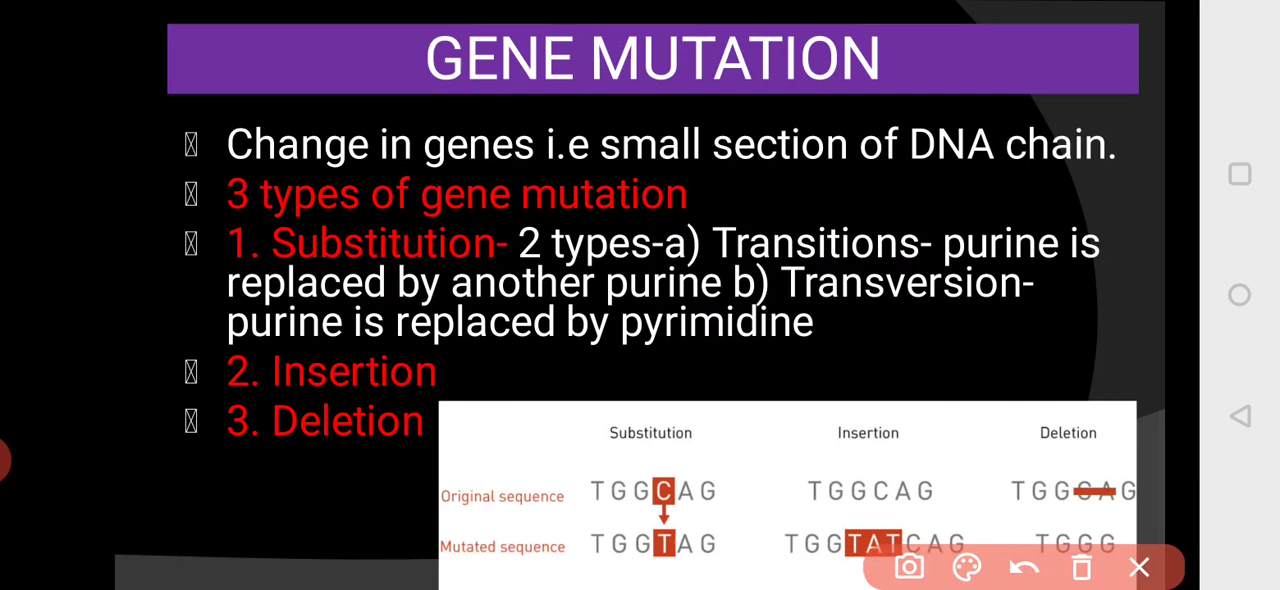 GENE MUTATION
Change in genes i.e small section of DNA chain.
3 types of gene mutation
1. Substitution- 2 types-a) Transitions- purine is
replaced by another purine b) Transversion-
purine is replaced by pyrimidine
2. Insertion
3. Deletion
Substitution Insertion Deletion
Original sequence TGGCAG TGGCAG TGGCAG
Mutated sequence TGGTAG TGGTATCAG TGGG